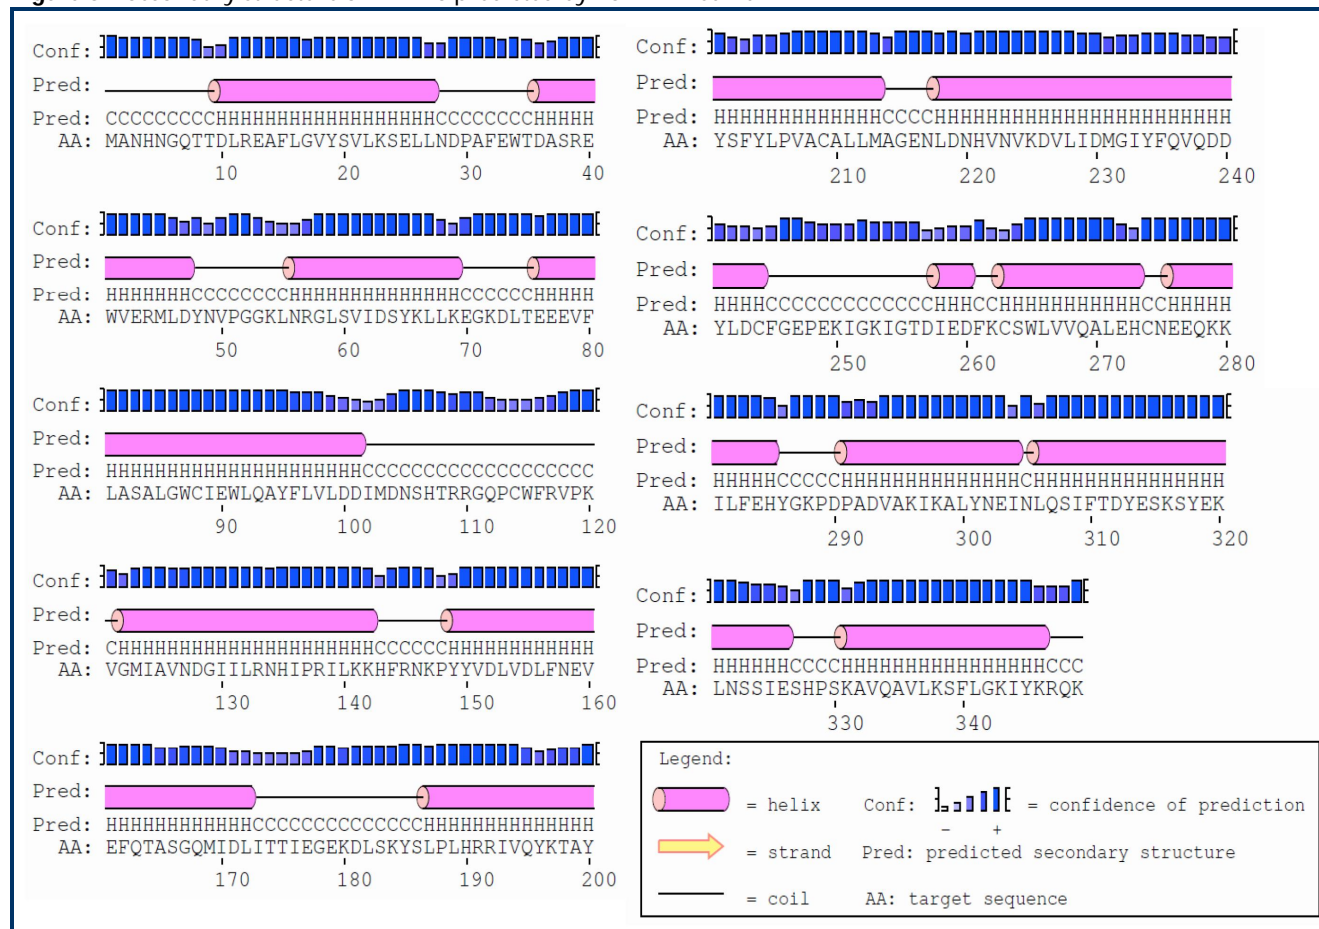 Conf:
Pred:
Pred: CCCCCCCCCHHHHHHHHHHHHHHHHHHCCCCCCCCHHHHH
AA: MANHNGQTTDLREAFLGVYSVLKSELLNDPAFEWTDASRE
10 20 30 40
Conf:
Pred:
Pred: HHHHHHHCCCCCCCCHHHHHHHHHHHHHHCCCCCCHHHHH
AA: WVERMLDYNVPGGKLNRGLSVIDSYKLLKEGKDLTEEEVF
50 60 70 80
Conf:
Pred:
Pred: HHHHHHHHHHHHHHHHHHHHHCCCCCCCCCCCCCCCCCCC
AA: LASALGWCIEWLQAYFLVLDDIMDNSHTRRGQPCWFRVPK
90 100 110 120
Conf:
Pred:
Pred: CHHHHHHHHHHHHHHHHHHHHHCCCCCCHHHHHHHHHHHH
AA: VGMIAVNDGIILRNHIPRILKKHFRNKPYYVDLVDLFNEV
130 140 150 160
Conf:
Pred:
Pred: HHHHHHHHHHHHCCCCCCCCCCCCCCHHHHHHHHHHHHHH
AA: EFQTASGQMIDLITTIEGEKDLSKYSLPLHRRIVQYKTAY
170 180 190 200
Conf:
Pred:
Pred: HHHHHHHHHHHHHCCCCHHHHHHHHHHHHHHHHHHHHHHH
AA: YSFYLPVACALLMAGENLDNHVNVKDVLIDMGIYFQVQDD
210 220 230 240
Conf:
Pred:
Pred: HHHHCCCCCCCCCCCCCHHHCCHHHHHHHHHHHCCHHHHH
AA: YLDCFGEPEKIGKIGTDIEDFKCSWLVVQALEHCNEEQKK
250 260 270 280
Conf:
Pred:
Pred: HHHHHCCCCCHHHHHHHHHHHHHHCHHHHHHHHHHHHHHH
AA: ILFEHYGKPDPADVAKIKALYNEINLQSIFTDYESKSYEK
290 300 310 320
Conf:
Pred:
Pred: HHHHHHCCCCHHHHHHHHHHHHHHHHCCC
AA: LNSSIESHPSKAVQAVLKSFLGKIYKRQK
330 340
Legend:
= helix Conf: = confidence of prediction
- +
= strand Pred: predicted secondary structure
= coil AA: target sequence